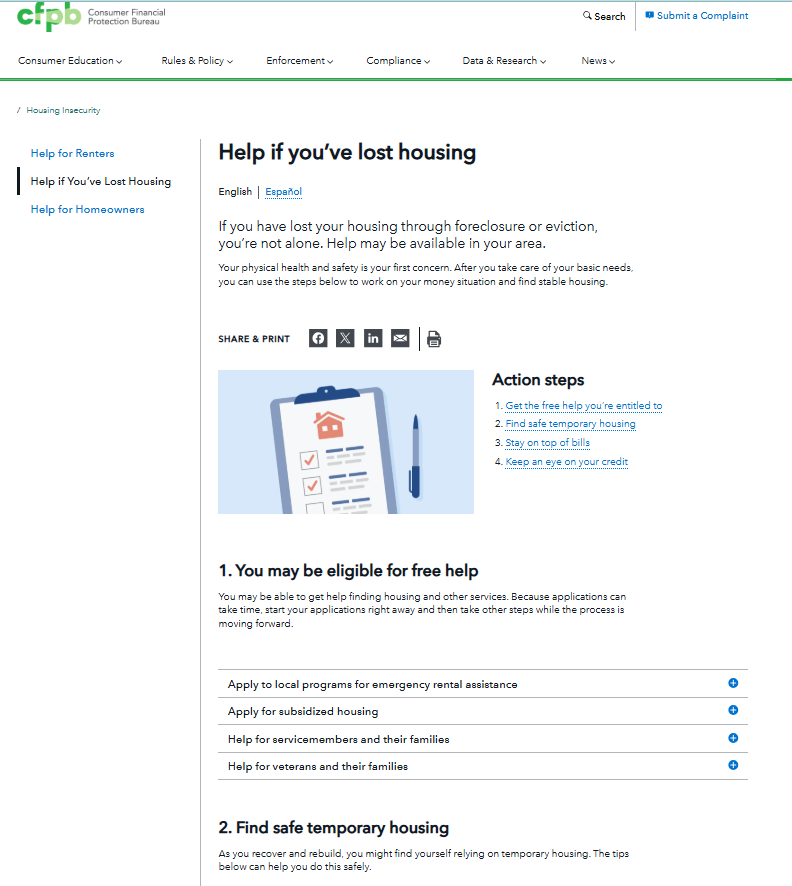 cfpb Consumer Financial
Protection Bureau
Search
Submit a Complaint
Consumer Education
Rules & Policy
Enforcement
Compliance
Data & Research
News
/ Housing Insecurity
Help for Renters
Help if You've Lost Housing
Help for Homeowners
Help if you've lost housing
English | Español
If you have lost your housing through foreclosure or eviction,
you're not alone. Help may be available in your area.
Your physical health and safety is your first concern. After you take care of your basic needs,
you can use the steps below to work on your money situation and find stable housing.
SHARE & PRINT
Action steps
1. Get the free help you're entitled to
2. Find safe temporary housing
3. Stay on top of bills
4. Keep an eye on your credit
1. You may be eligible for free help
You may be able to get help finding housing and other services. Because applications can
take time, start your applications right away and then take other steps while the process is
moving forward.
Apply to local programs for emergency rental assistance
Apply for subsidized housing
Help for servicemembers and their families
Help for veterans and their families
2. Find safe temporary housing
As you recover and rebuild, you might find yourself relying on temporary housing. The tips
below can help you do this safely.